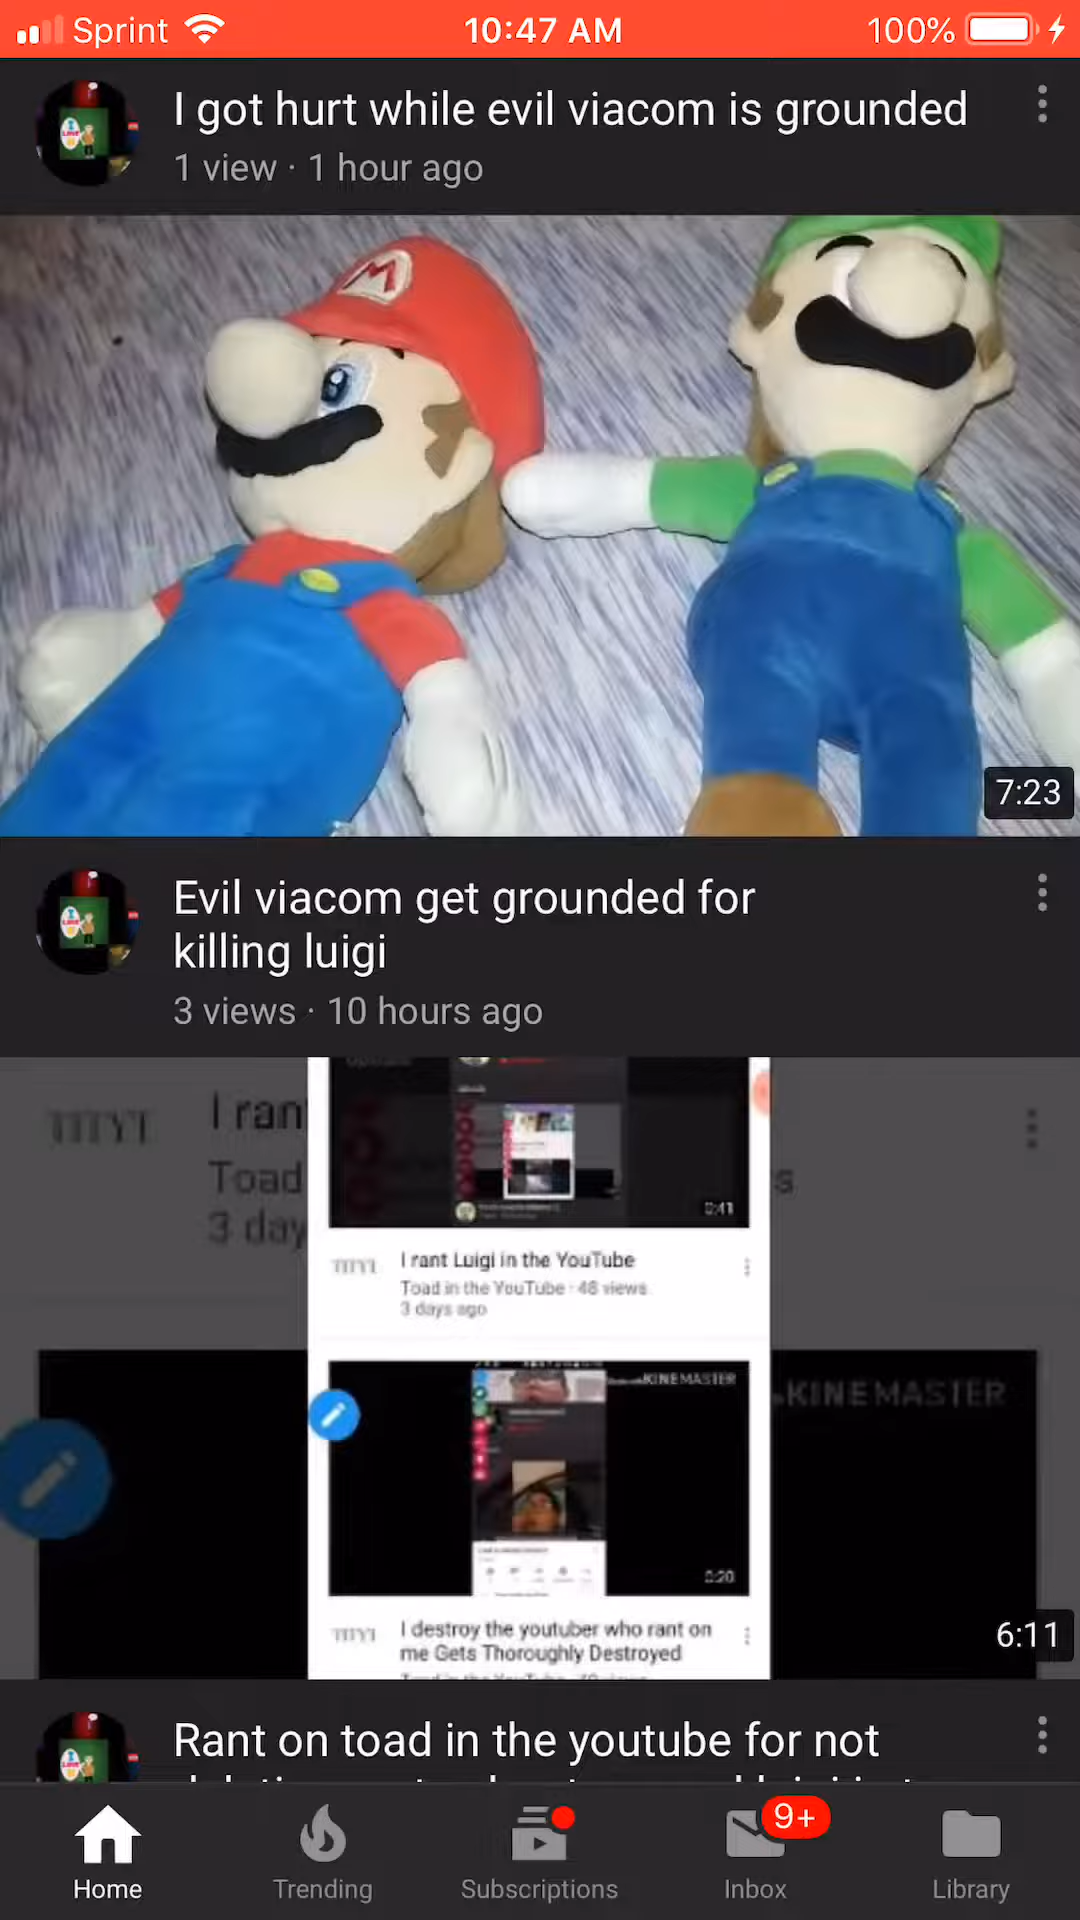 Sprint
10:47 AM
100%
I got hurt while evil viacom is grounded
1 view · 1 hour ago
M
7:23
Evil viacom get grounded for
killing luigi
3 views · 10 hours ago
I ran
Toad
s
3 day
0:41
I rant Luigi in the YouTube
Toad in the YouTube · 48 views
3 days ago
KINEMASTER
KINEMASTER
0:20
I destroy the youtuber who rant on
me Gets Thoroughly Destroyed
6:11
Rant on toad in the youtube for not
9+
Home
Trending
Subscriptions
Inbox
Library